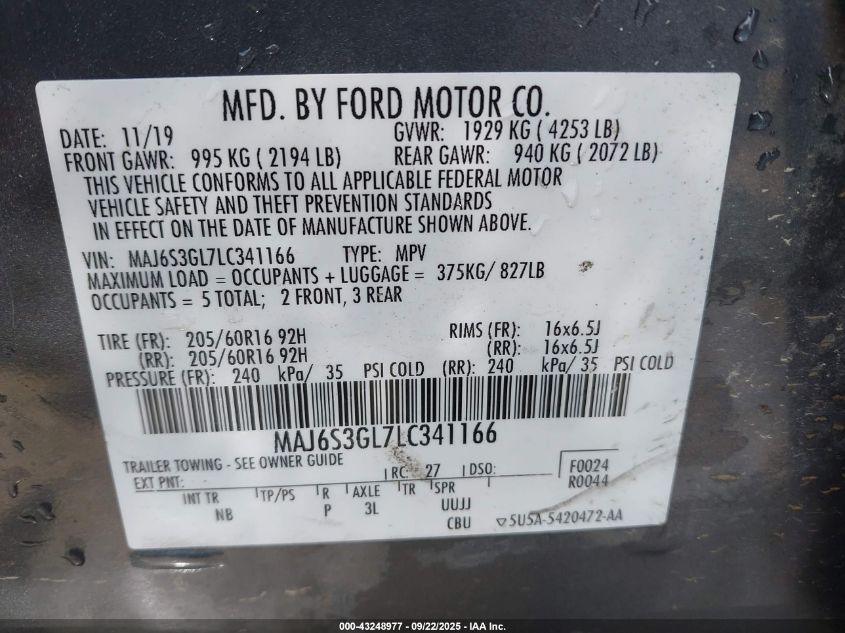 MFD. BY FORD MOTOR CO.
DATE: 11/19 GVWR: 1929 KG ( 4253 LB)
FRONT GAWR: 995 KG ( 2194 LB) REAR GAWR: 940 KG ( 2072 LB)
THIS VEHICLE CONFORMS TO ALL APPLICABLE FEDERAL MOTOR
VEHICLE SAFETY AND THEFT PREVENTION STANDARDS
IN EFFECT ON THE DATE OF MANUFACTURE SHOWN ABOVE.
VIN: MAJ6S3GL7LC341166 TYPE: MPV
MAXIMUM LOAD = OCCUPANTS + LUGGAGE = 375KG/ 827LB
OCCUPANTS = 5 TOTAL; 2 FRONT, 3 REAR
TIRE (FR): 205/60R16 92H RIMS (FR): 16x6.5J
(RR): 205/60R16 92H (RR): 16x6.5J
PRESSURE (FR): 240 kPa/ 35 PSI COLD (RR): 240 kPa/ 35 PSI COLD
MAJ6S3GL7LC341166
TRAILER TOWING - SEE OWNER GUIDE
EXT PNT: RC: 27 DSO: F0024
R0044
INT TR TP/PS R AXLE TR SPR
NB P 3L UUJJ
CBU SU5A-5420472-AA
000-43248977 - 09/22/2025 - IAA Inc.